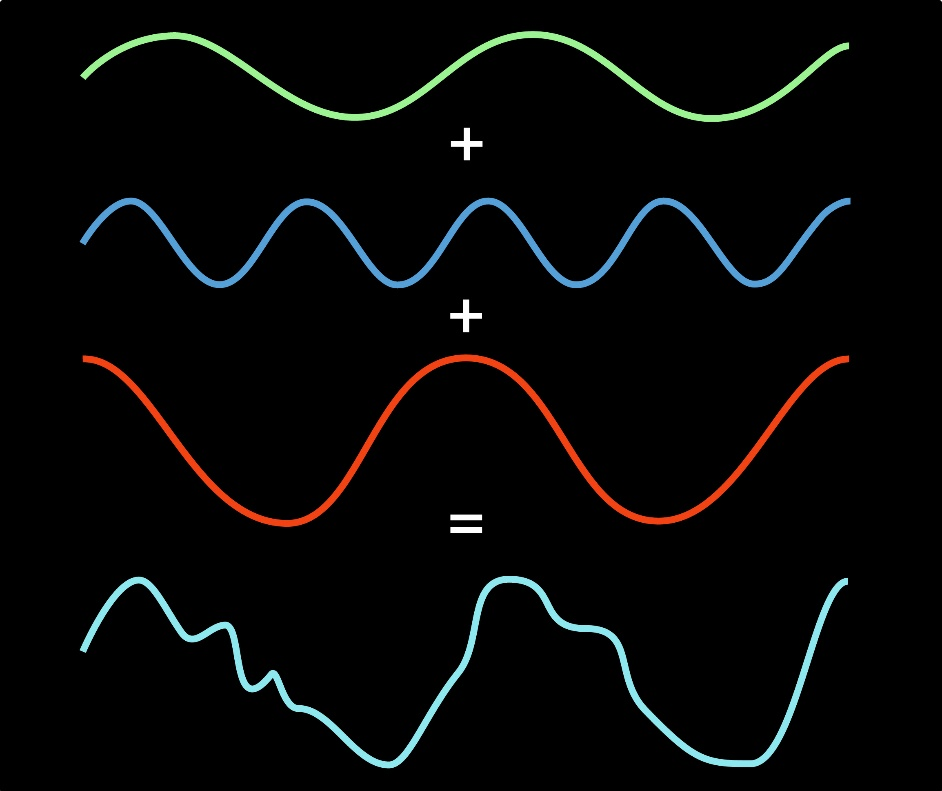 +
+
=